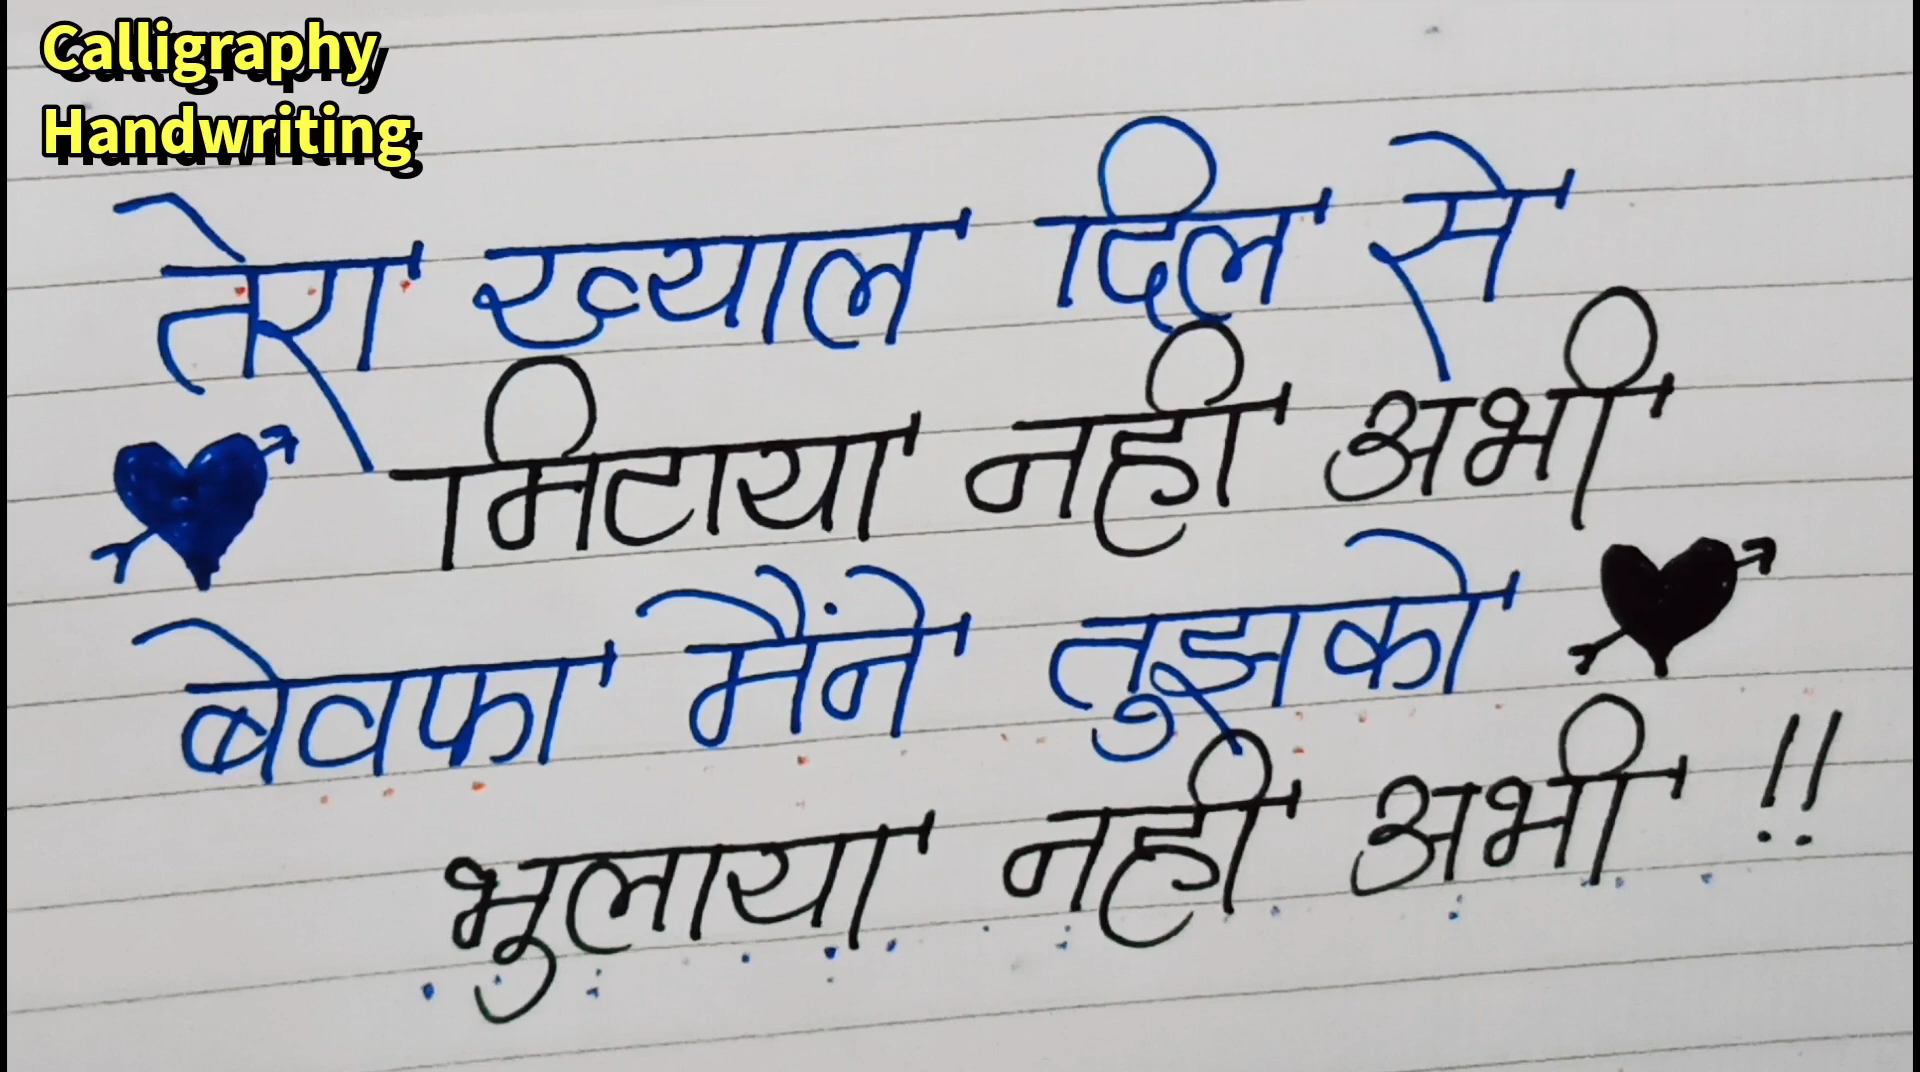 Calligraphy
Handwriting
तेरा ख्याल दिल से
मिटाया नही अभी
बेवफा मैंने तुझको
भुलाया नही अभी !!